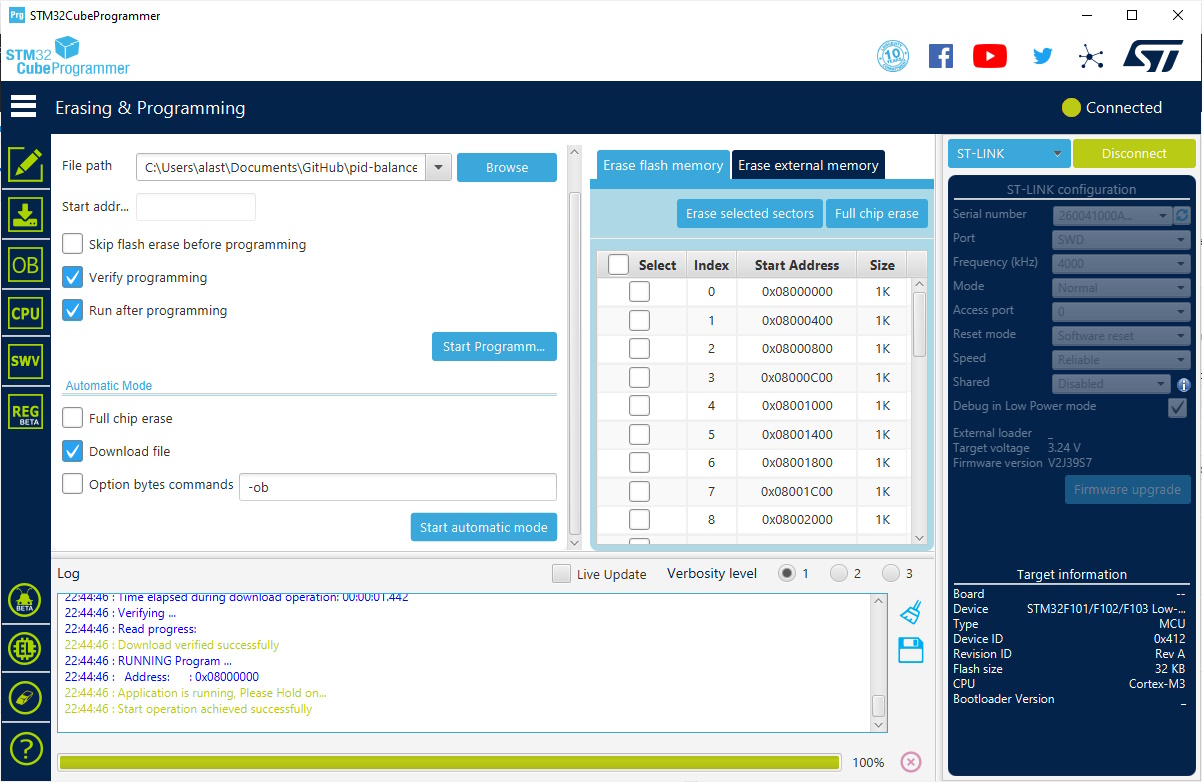 Prg STM32CubeProgrammer
STM32
CubeProgrammer
10 YEARS
Erasing & Programming
Connected
File path
C:\Users\alast\Documents\GitHub\pid-balance
Browse
Start addr...
Skip flash erase before programming
Verify programming
Run after programming
Start Programm...
Automatic Mode
Full chip erase
Download file
Option bytes commands
-ob
Start automatic mode
OB
CPU
SWV
REG
BETA
BETA
?
Erase flash memory
Erase external memory
Erase selected sectors
Full chip erase
Select Index Start Address Size
0 0x08000000 1K
1 0x08000400 1K
2 0x08000800 1K
3 0x08000C00 1K
4 0x08001000 1K
5 0x08001400 1K
6 0x08001800 1K
7 0x08001C00 1K
8 0x08002000 1K
ST-LINK
Disconnect
ST-LINK configuration
Serial number 260041000A...
Port SWD
Frequency (kHz) 4000
Mode Normal
Access port 0
Reset mode Software reset
Speed Reliable
Shared Disabled
Debug in Low Power mode
External loader _
Target voltage 3.24 V
Firmware version V2J39S7
Firmware upgrade
Target information
Board --
Device STM32F101/F102/F103 Low-...
Type MCU
Device ID 0x412
Revision ID Rev A
Flash size 32 KB
CPU Cortex-M3
Bootloader Version _
Log
Live Update
Verbosity level 1 2 3
22:44:46 : Time elapsed during download operation: 00:00:01.442
22:44:46 : Verifying ...
22:44:46 : Read progress:
22:44:46 : Download verified successfully
22:44:46 : RUNNING Program ...
22:44:46 : Address: : 0x08000000
22:44:46 : Application is running, Please Hold on...
22:44:46 : Start operation achieved successfully
100%